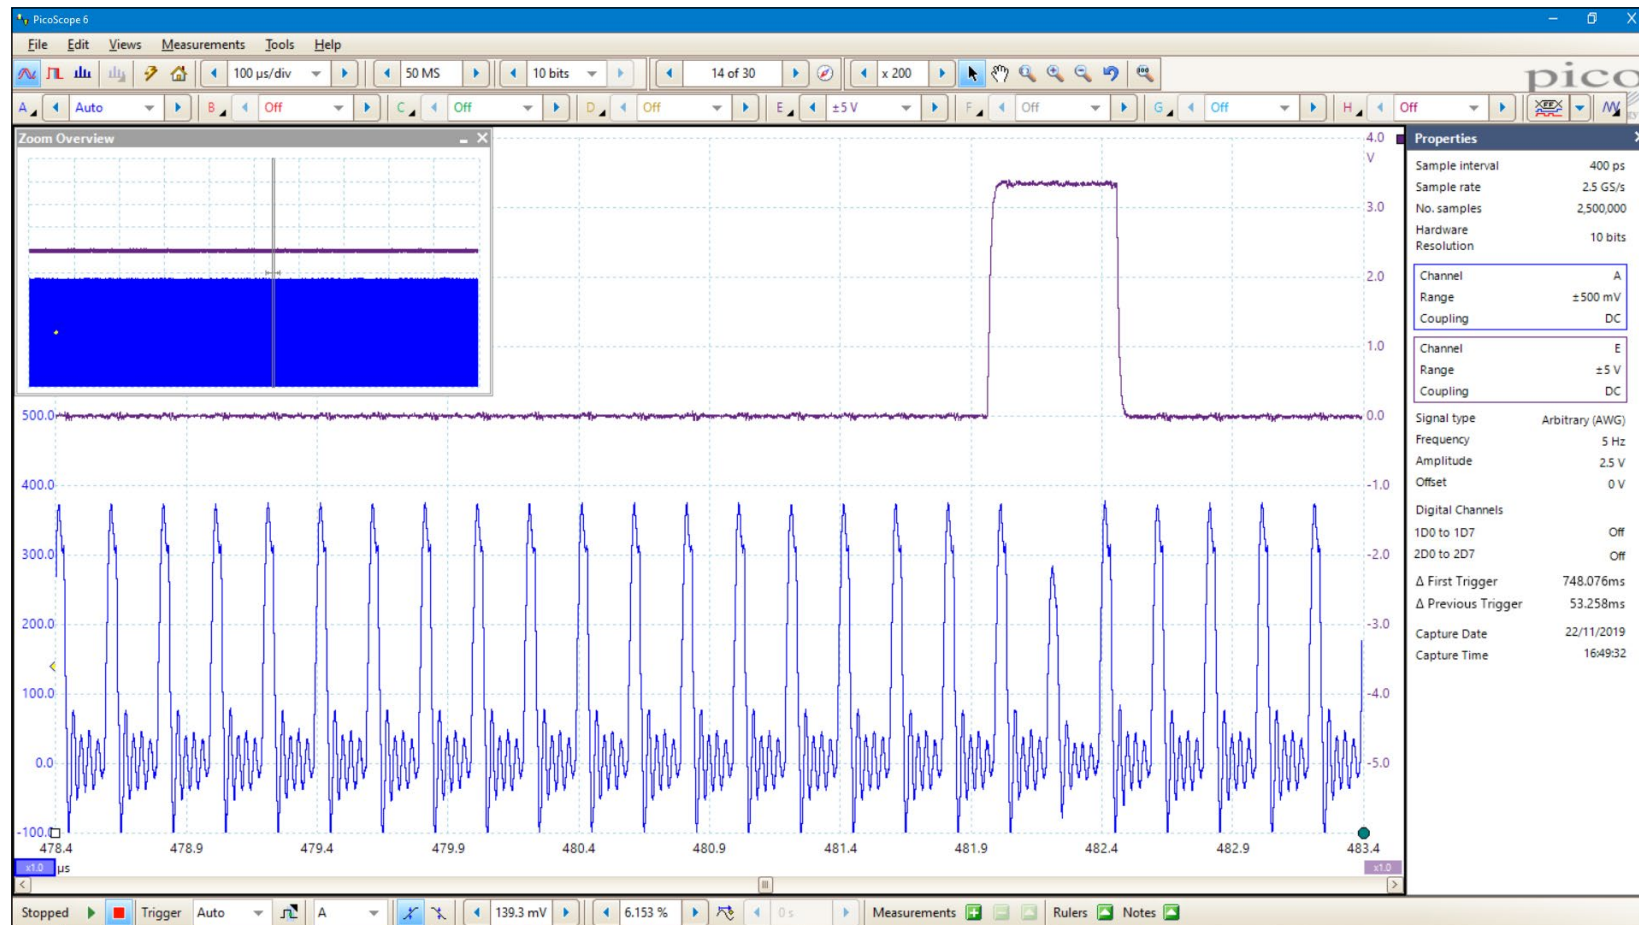 PicoScope 6
File Edit Views Measurements Tools Help
100 µs/div 50 MS 10 bits 14 of 30 x 200
pico
A Auto B Off C Off D Off E ±5 V F Off G Off H Off
Zoom Overview
4.0
V
3.0
2.0
1.0
500.0 0.0
400.0 -1.0
300.0 -2.0
200.0 -3.0
100.0 -4.0
0.0 -5.0
-100.0
478.4 478.9 479.4 479.9 480.4 480.9 481.4 481.9 482.4 482.9 483.4
x1.0 µs x1.0
Properties
Sample interval 400 ps
Sample rate 2.5 GS/s
No. samples 2,500,000
Hardware
Resolution 10 bits
Channel A
Range ±500 mV
Coupling DC
Channel E
Range ±5 V
Coupling DC
Signal type Arbitrary (AWG)
Frequency 5 Hz
Amplitude 2.5 V
Offset 0 V
Digital Channels
1D0 to 1D7 Off
2D0 to 2D7 Off
Δ First Trigger 748.076ms
Δ Previous Trigger 53.258ms
Capture Date 22/11/2019
Capture Time 16:49:32
Stopped Trigger Auto A 139.3 mV 6.153 % 0 s Measurements Rulers Notes